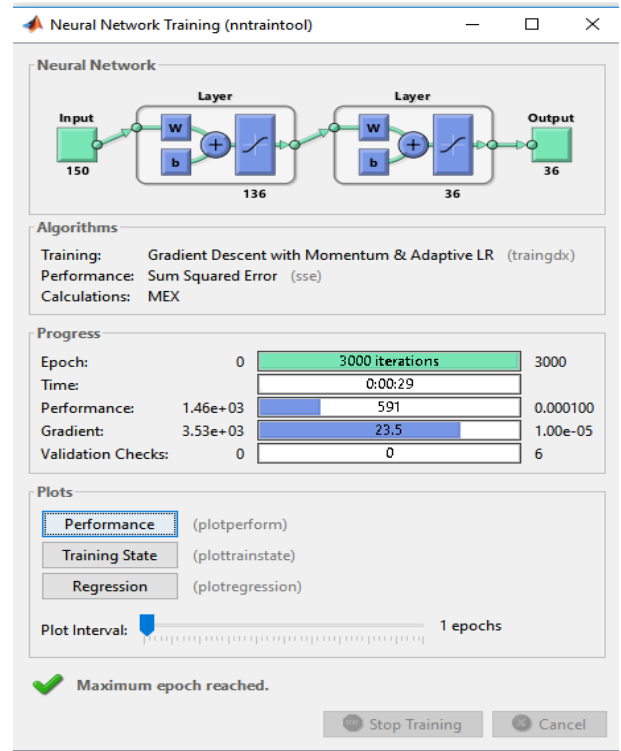 Neural Network Training (nntraintool)
Neural Network
Layer Layer
Input W b + W b + Output
150 136 36 36
Algorithms
Training: Gradient Descent with Momentum & Adaptive LR (traingdx)
Performance: Sum Squared Error (sse)
Calculations: MEX
Progress
Epoch: 0 3000 iterations 3000
Time: 0:00:29
Performance: 1.46e+03 591 0.000100
Gradient: 3.53e+03 23.5 1.00e-05
Validation Checks: 0 0 6
Plots
Performance (plotperform)
Training State (plottrainstate)
Regression (plotregression)
Plot Interval: 1 epochs
Maximum epoch reached.
Stop Training Cancel